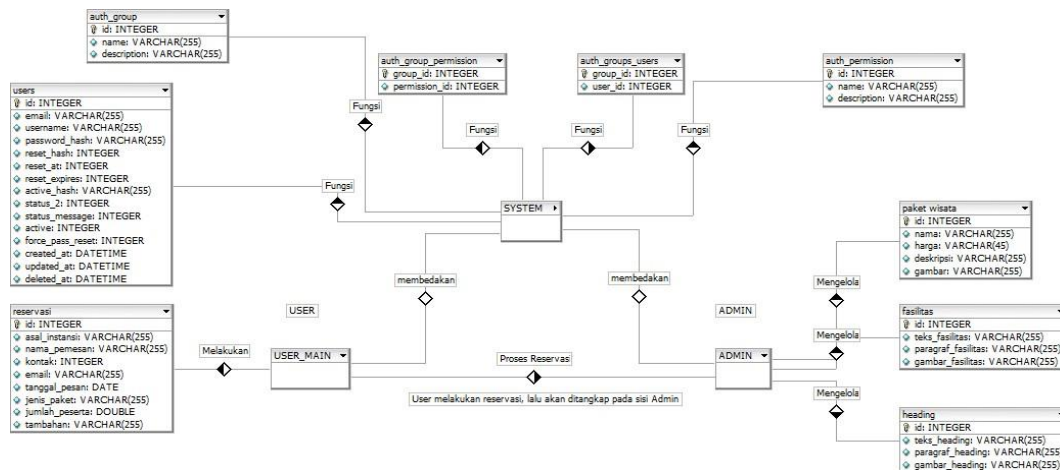 auth_group
id: INTEGER
name: VARCHAR(255)
description: VARCHAR(255)
auth_group_permission
group_id: INTEGER
permission_id: INTEGER
auth_groups_users
group_id: INTEGER
user_id: INTEGER
auth_permission
id: INTEGER
name: VARCHAR(255)
description: VARCHAR(255)
users
id: INTEGER
email: VARCHAR(255)
username: VARCHAR(255)
password_hash: VARCHAR(255)
reset_hash: INTEGER
reset_at: INTEGER
reset_expires: INTEGER
active_hash: VARCHAR(255)
status_2: INTEGER
status_message: INTEGER
active: INTEGER
force_pass_reset: INTEGER
created_at: DATETIME
updated_at: DATETIME
deleted_at: DATETIME
Fungsi
Fungsi
Fungsi
Fungsi
Fungsi
SYSTEM
membedakan
membedakan
paket wisata
id: INTEGER
nama: VARCHAR(255)
harga: VARCHAR(45)
deskripsi: VARCHAR(255)
gambar: VARCHAR(255)
Mengelola
reservasi
id: INTEGER
asal_instansi: VARCHAR(255)
nama_pemesan: VARCHAR(255)
kontak: INTEGER
email: VARCHAR(255)
tanggal_pesan: DATE
jenis_paket: VARCHAR(255)
jumlah_peserta: DOUBLE
tambahan: VARCHAR(255)
USER
ADMIN
Melakukan
USER_MAIN
Proses Reservasi
ADMIN
User melakukan reservasi, lalu akan ditangkap pada sisi Admin
Mengelola
fasilitas
id: INTEGER
teks_fasilitas: VARCHAR(255)
paragraf_fasilitas: VARCHAR(255)
gambar_fasilitas: VARCHAR(255)
Mengelola
heading
id: INTEGER
teks_heading: VARCHAR(255)
paragraf_heading: VARCHAR(255)
gambar_heading: VARCHAR(255)